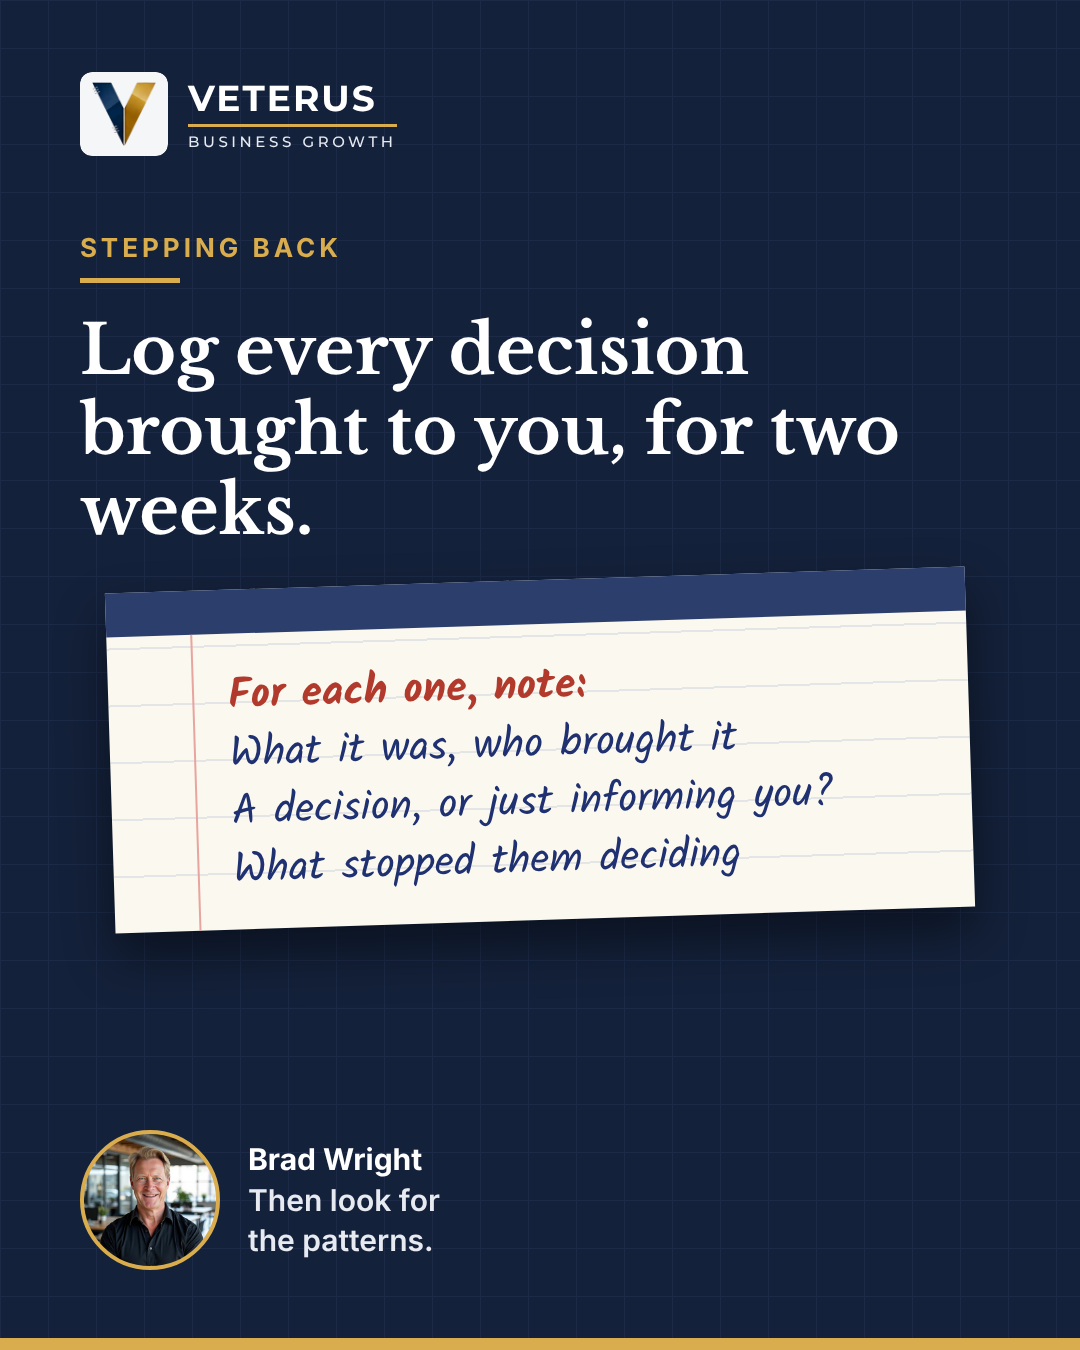 VETERUS
BUSINESS GROWTH
STEPPING BACK
Log every decision
brought to you, for two
weeks.
For each one, note:
What it was, who brought it
A decision, or just informing you?
What stopped them deciding
Brad Wright
Then look for
the patterns.